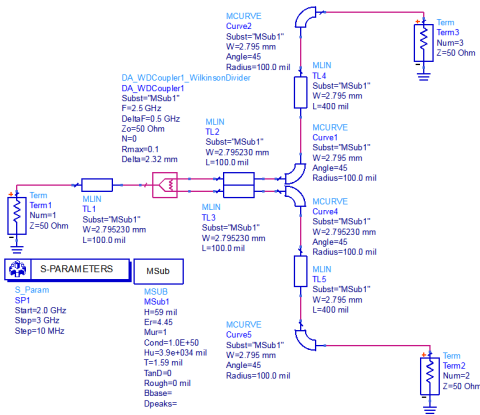 MCURVE
Curve2
Subst="MSub1"
W=2.795 mm
Angle=45
Radius=100.0 mil
Term
Term3
Num=3
Z=50 Ohm
MLIN
TL4
Subst="MSub1"
W=2.795 mm
L=400 mil
DA_WDCoupler1_WilkinsonDivider
DA_WDCoupler1
Subst="MSub1"
F=2.5 GHz
DeltaF=0.5 GHz
Zo=50 Ohm
N=0
Rmax=0.1
Delta=2.32 mm
MLIN
TL2
Subst="MSub1"
W=2.795230 mm
L=100.0 mil
MCURVE
Curve1
Subst="MSub1"
W=2.795 mm
Angle=45
Radius=100.0 mil
Term
Term1
Num=1
Z=50 Ohm
MLIN
TL1
Subst="MSub1"
W=2.795230 mm
L=100.0 mil
MLIN
TL3
Subst="MSub1"
W=2.795230 mm
L=100.0 mil
MCURVE
Curve4
Subst="MSub1"
W=2.795230 mm
Angle=45
Radius=100.0 mil
MLIN
TL5
Subst="MSub1"
W=2.795 mm
L=400 mil
S-PARAMETERS
S_Param
SP1
Start=2.0 GHz
Stop=3 GHz
Step=10 MHz
MSub
MSUB
MSub1
H=59 mil
Er=4.45
Mur=1
Cond=1.0E+50
Hu=3.9e+034 mil
T=1.59 mil
TanD=0
Rough=0 mil
Bbase=
Dpeaks=
MCURVE
Curve5
Subst="MSub1"
W=2.795 mm
Angle=45
Radius=100.0 mil
Term
Term2
Num=2
Z=50 Ohm